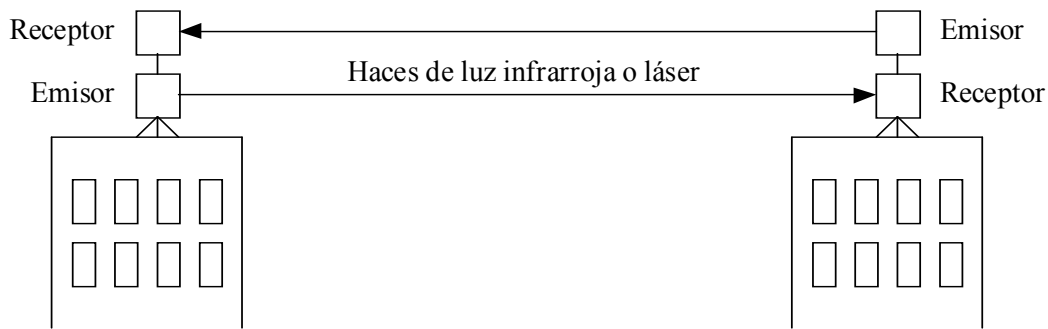 Receptor
Emisor
Haces de luz infrarroja o láser
Emisor
Receptor